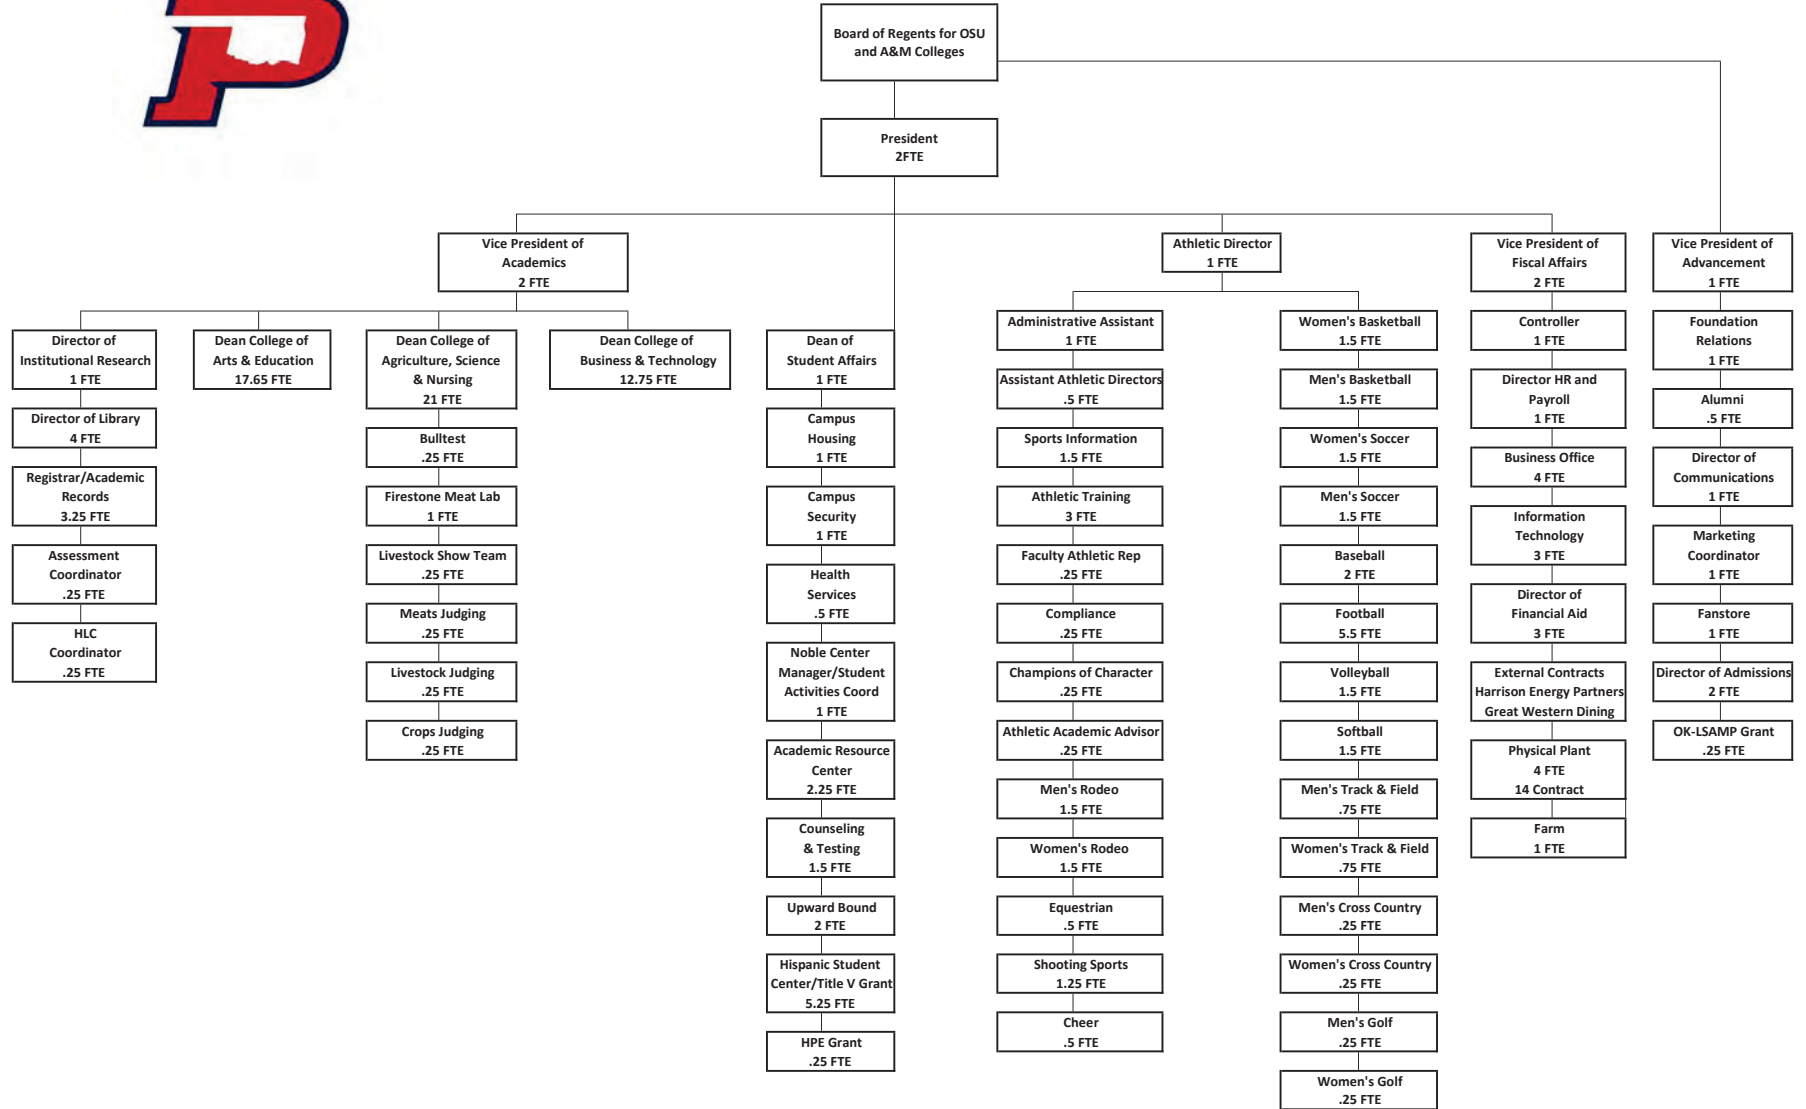 P
Board of Regents for OSU
and A&M Colleges
President
2FTE
Vice President of
Academics
2 FTE
Athletic Director
1 FTE
Vice President of
Fiscal Affairs
2 FTE
Vice President of
Advancement
1 FTE
Director of
Institutional Research
1 FTE
Director of Library
4 FTE
Registrar/Academic
Records
3.25 FTE
Assessment
Coordinator
.25 FTE
HLC
Coordinator
.25 FTE
Dean College of
Arts & Education
17.65 FTE
Dean College of
Agriculture, Science
& Nursing
21 FTE
Bulltest
.25 FTE
Firestone Meat Lab
1 FTE
Livestock Show Team
.25 FTE
Meats Judging
.25 FTE
Livestock Judging
.25 FTE
Crops Judging
.25 FTE
Dean College of
Business & Technology
12.75 FTE
Dean of
Student Affairs
1 FTE
Campus
Housing
1 FTE
Campus
Security
1 FTE
Health
Services
.5 FTE
Noble Center
Manager/Student
Activities Coord
1 FTE
Academic Resource
Center
2.25 FTE
Counseling
& Testing
1.5 FTE
Upward Bound
2 FTE
Hispanic Student
Center/Title V Grant
5.25 FTE
HPE Grant
.25 FTE
Administrative Assistant
1 FTE
Assistant Athletic Directors
.5 FTE
Sports Information
1.5 FTE
Athletic Training
3 FTE
Faculty Athletic Rep
.25 FTE
Compliance
.25 FTE
Champions of Character
.25 FTE
Athletic Academic Advisor
.25 FTE
Men's Rodeo
1.5 FTE
Women's Rodeo
1.5 FTE
Equestrian
.5 FTE
Shooting Sports
1.25 FTE
Cheer
.5 FTE
Women's Basketball
1.5 FTE
Men's Basketball
1.5 FTE
Women's Soccer
1.5 FTE
Men's Soccer
1.5 FTE
Baseball
2 FTE
Football
5.5 FTE
Volleyball
1.5 FTE
Softball
1.5 FTE
Men's Track & Field
.75 FTE
Women's Track & Field
.75 FTE
Men's Cross Country
.25 FTE
Women's Cross Country
.25 FTE
Men's Golf
.25 FTE
Women's Golf
.25 FTE
Controller
1 FTE
Director HR and
Payroll
1 FTE
Business Office
4 FTE
Information
Technology
3 FTE
Director of
Financial Aid
3 FTE
External Contracts
Harrison Energy Partners
Great Western Dining
Physical Plant
4 FTE
14 Contract
Farm
1 FTE
Foundation
Relations
1 FTE
Alumni
.5 FTE
Director of
Communications
1 FTE
Marketing
Coordinator
1 FTE
Fanstore
1 FTE
Director of Admissions
2 FTE
OK-LSAMP Grant
.25 FTE